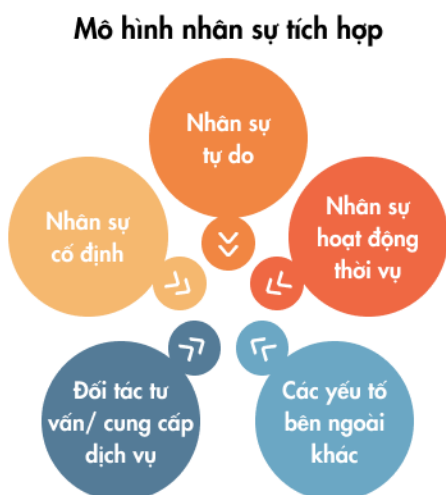 Mô hình nhân sự tích hợp
Nhân sự
tự do
Nhân sự
cố định
Nhân sự
hoạt động
thời vụ
Đối tác tư
vấn/ cung cấp
dịch vụ
Các yếu tố
bên ngoài
khác